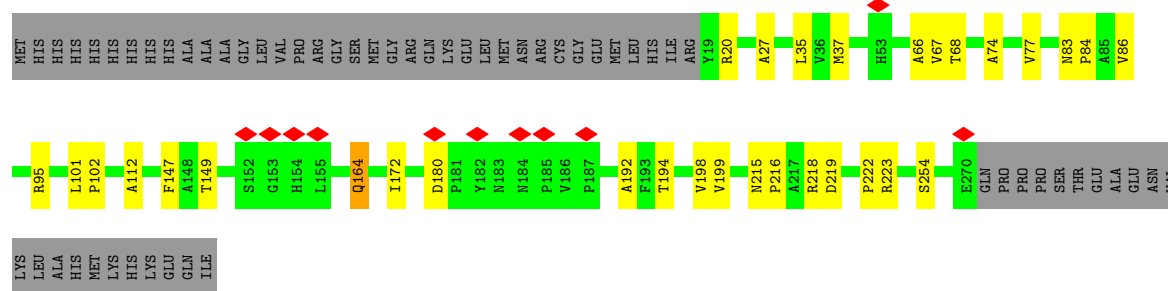 MET HIS HIS HIS HIS HIS HIS HIS HIS HIS ALA ALA ALA GLY LEU VAL PRO ARG GLY SER MET GLY ARG GLN LYS GLU LEU MET ASN ARG CYS GLY GLU MET LEU HIS ILE ARG Y19 R20 A27 L35 V36 M37 H53 A66 V67 T68 A74 V77 N83 P84 A85 V86
R95 L101 P102 A112 F147 A148 T149 S152 G153 H154 L155 Q164 I172 D180 P181 Y182 N183 N184 P185 V186 P187 A192 F193 T194 V198 V199 N215 P216 A217 R218 D219 P222 R223 S254 E270 GLN PRO PRO PRO SER THR GLU ALA GLU ASN
LYS LEU ALA HIS MET LYS HIS LYS GLU GLN ILE